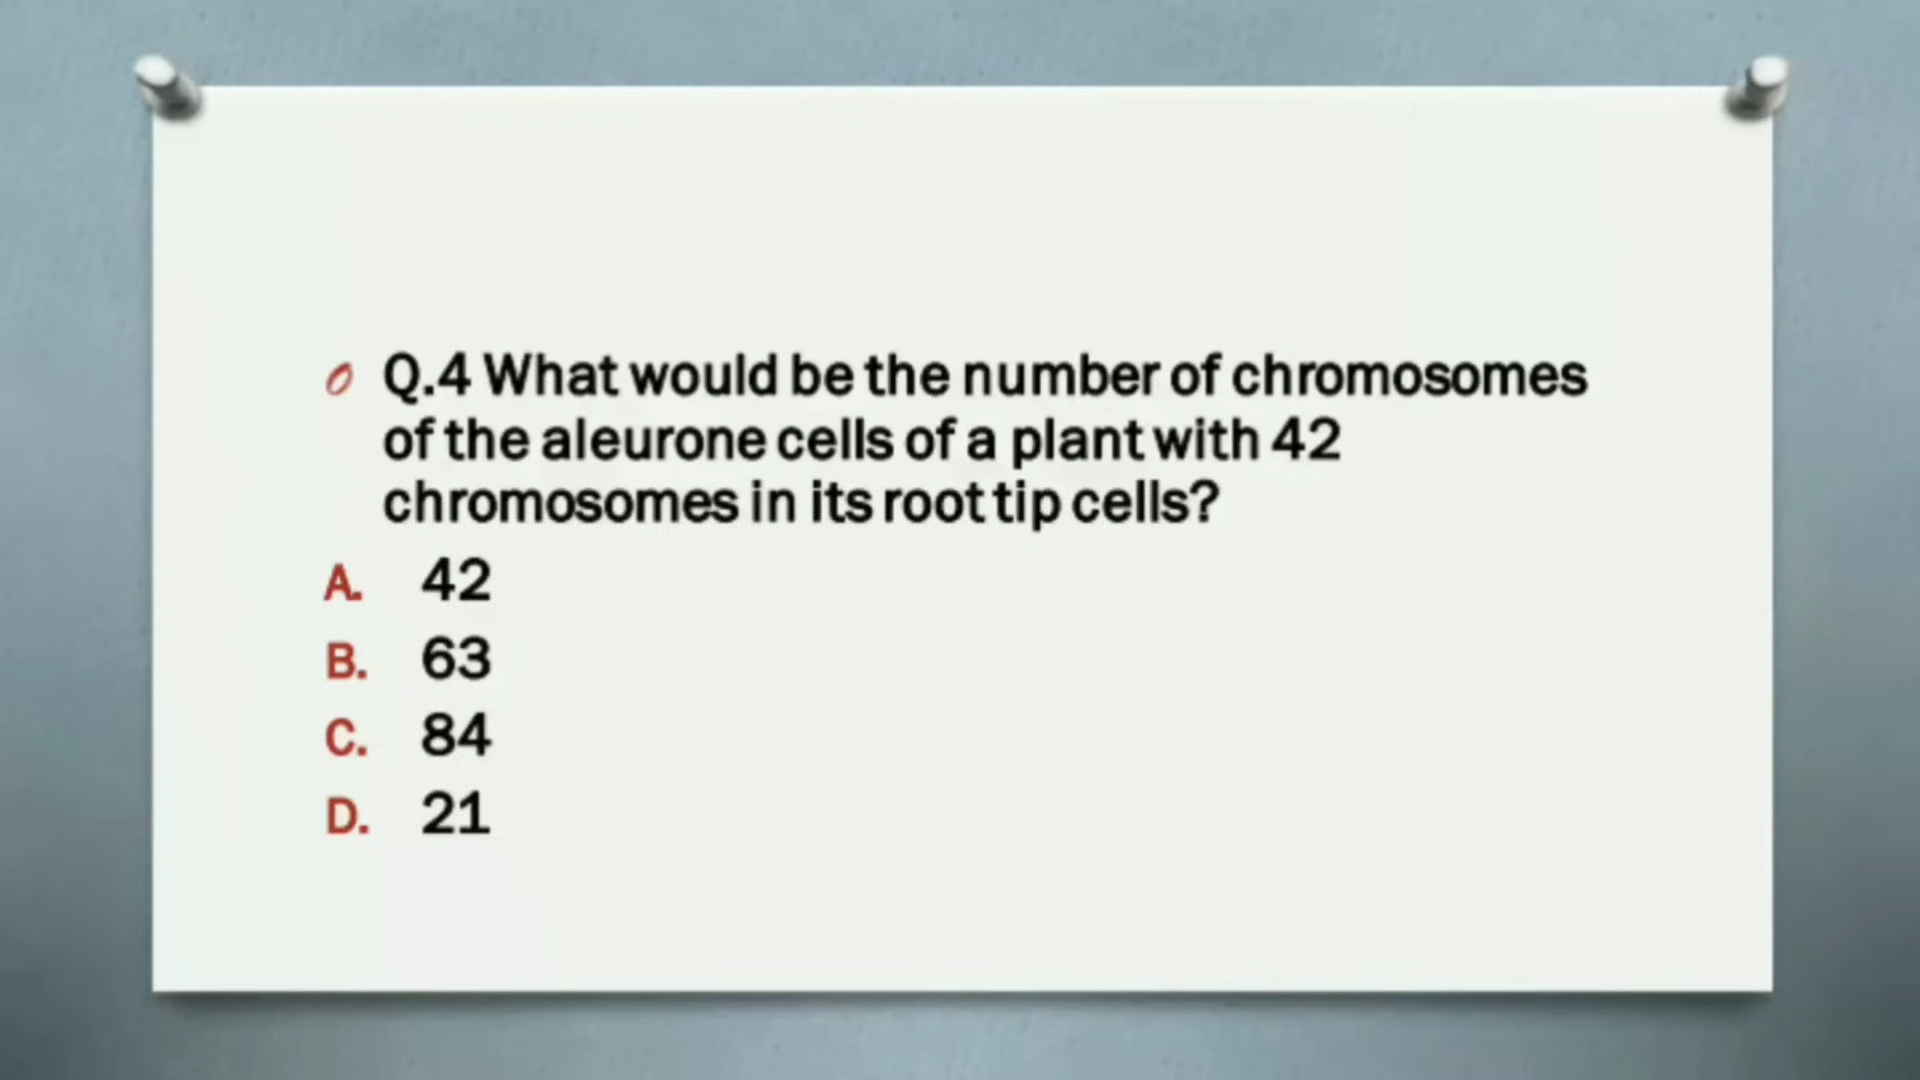 Q.4 What would be the number of chromosomes
of the aleurone cells of a plant with 42
chromosomes in its root tip cells?
A. 42
B. 63
C. 84
D. 21